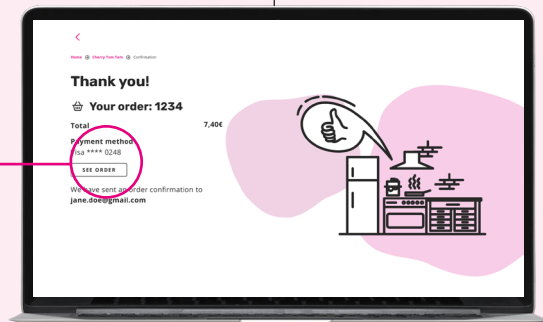 Home Cherry Tom Tom Confirmation
Thank you!
Your order: 1234
Total 7,40€
Payment method
Visa **** 0248
SEE ORDER
We have sent an order confirmation to
jane.doe@gmail.com